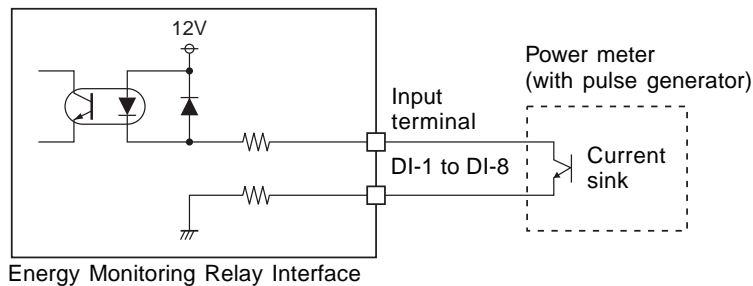 12V
Power meter
(with pulse generator)
Input
terminal
DI-1 to DI-8
Current
sink
Energy Monitoring Relay Interface